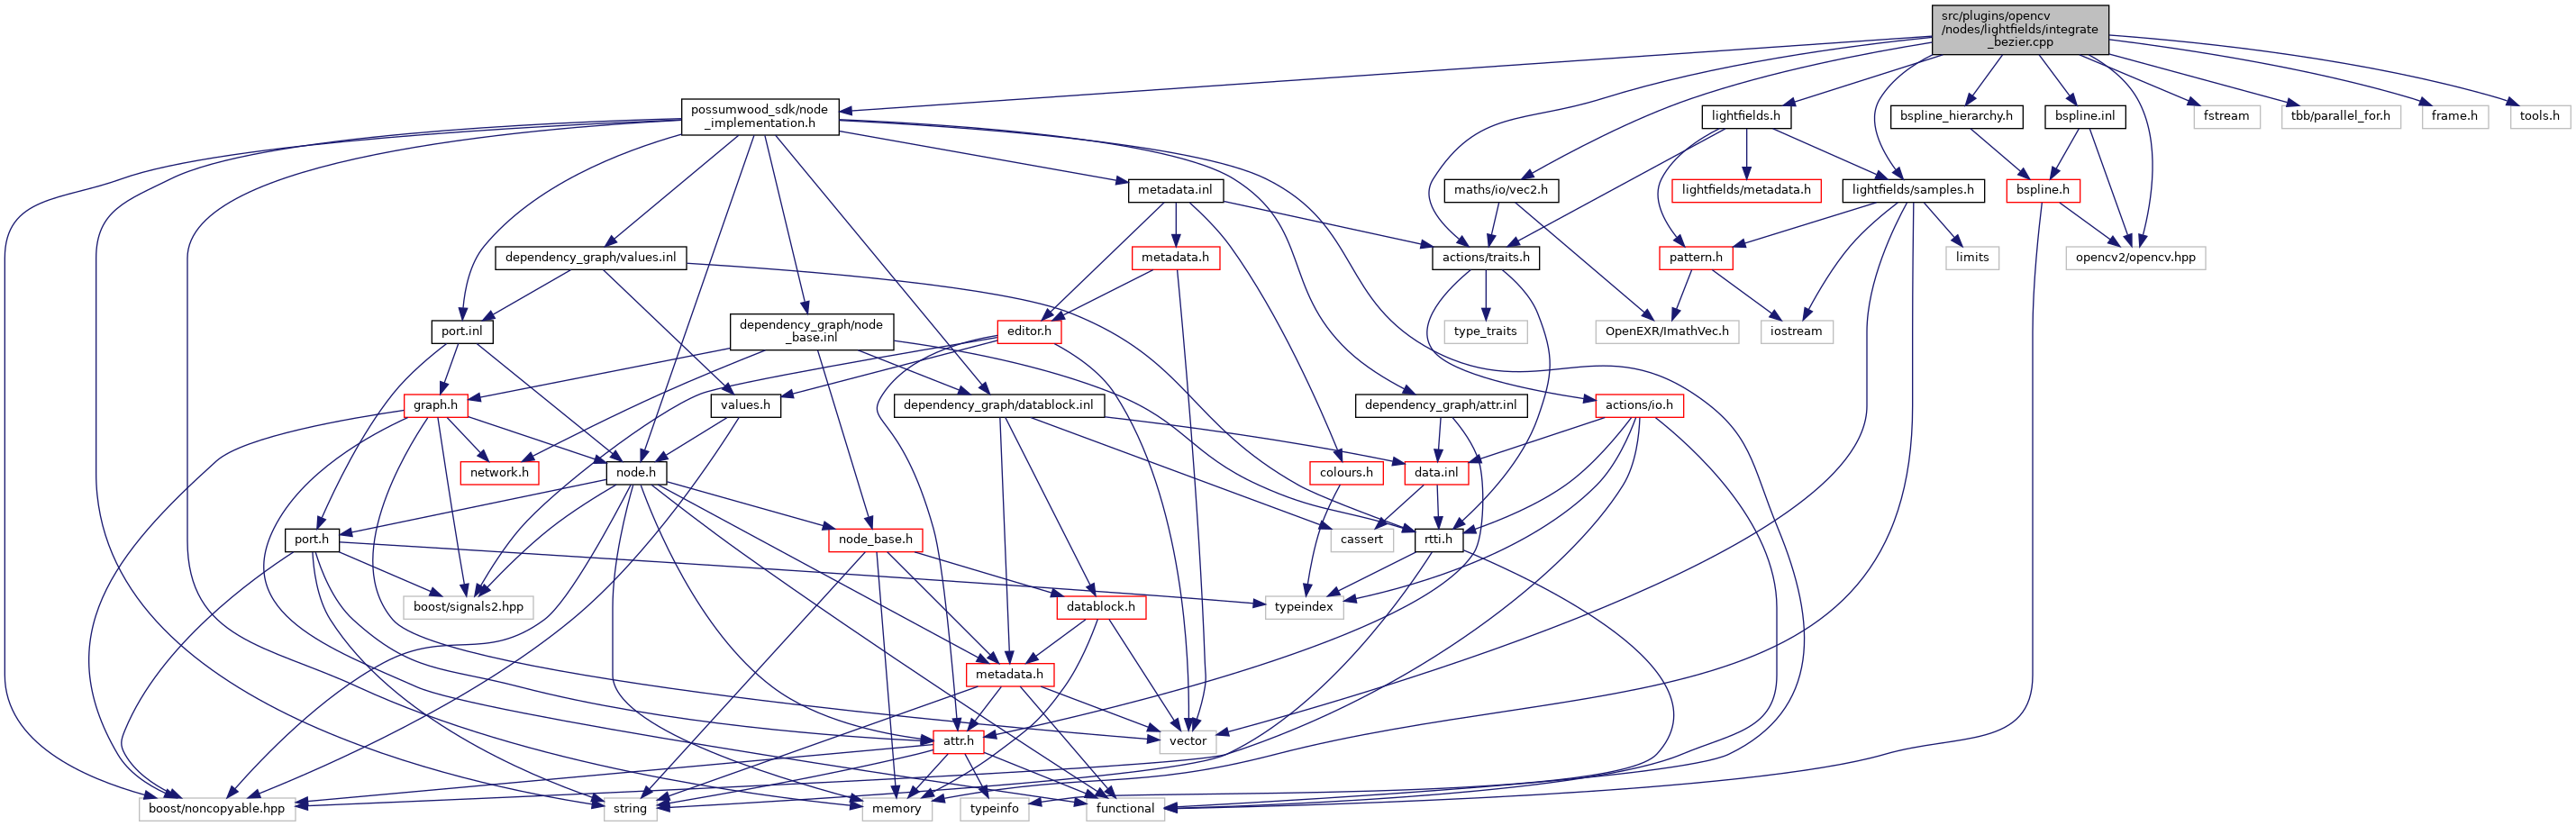 src/plugins/opencv
/nodes/lightfields/integrate
_bezier.cpp
possumwood_sdk/node
_implementation.h
lightfields.h
bspline_hierarchy.h
bspline.inl
fstream
tbb/parallel_for.h
frame.h
tools.h
metadata.inl
maths/io/vec2.h
lightfields/metadata.h
lightfields/samples.h
bspline.h
dependency_graph/values.inl
metadata.h
actions/traits.h
pattern.h
limits
opencv2/opencv.hpp
port.inl
dependency_graph/node
_base.inl
editor.h
type_traits
OpenEXR/ImathVec.h
iostream
graph.h
values.h
dependency_graph/datablock.inl
dependency_graph/attr.inl
actions/io.h
network.h
node.h
colours.h
data.inl
port.h
node_base.h
cassert
rtti.h
boost/signals2.hpp
datablock.h
typeindex
metadata.h
attr.h
vector
boost/noncopyable.hpp
string
memory
typeinfo
functional